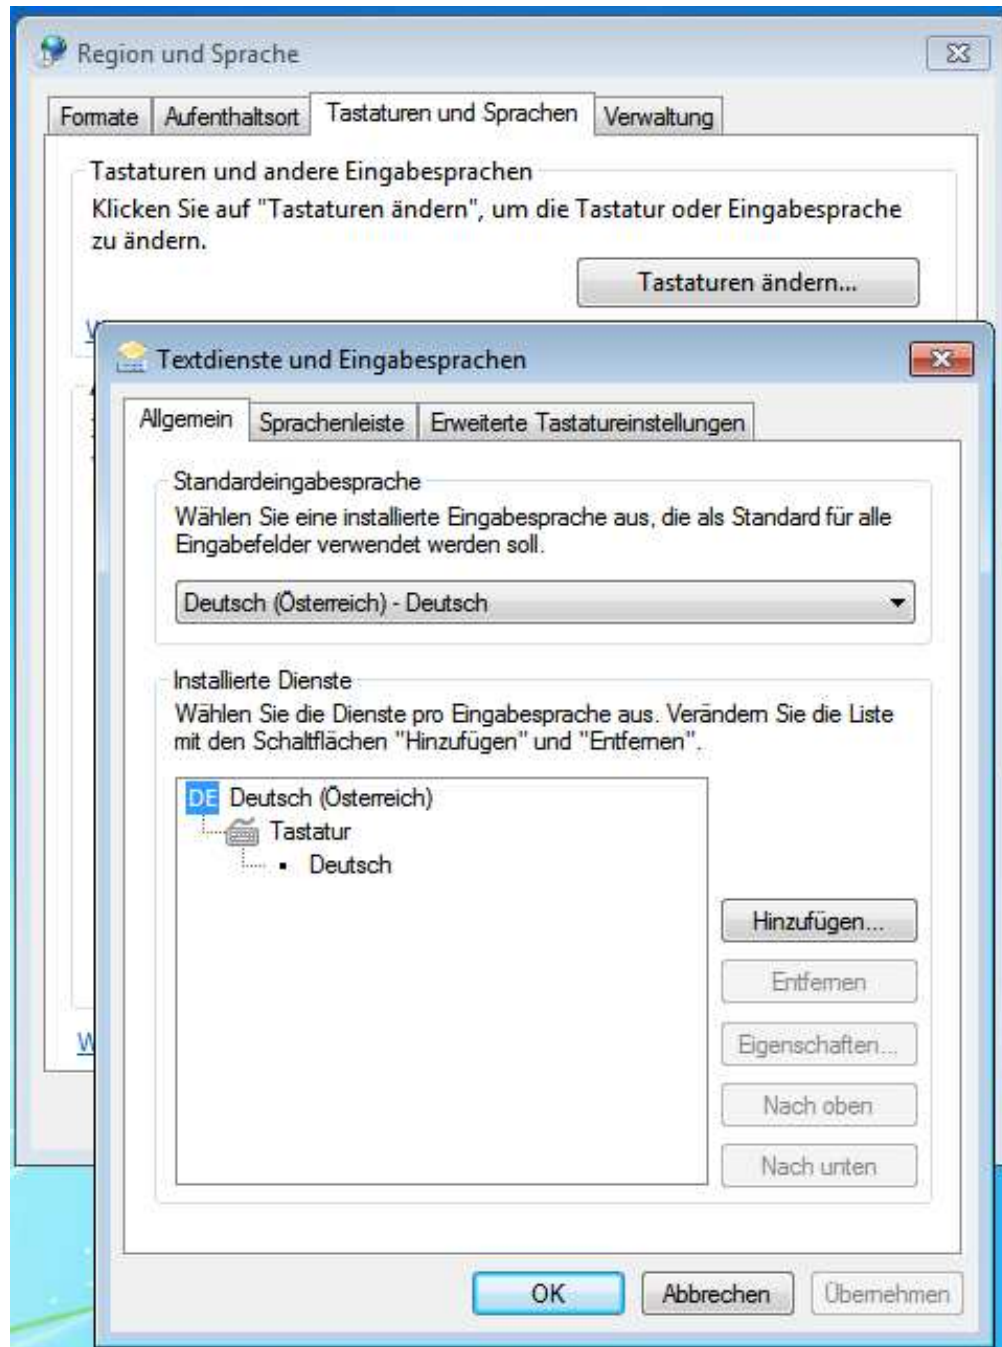 Region und Sprache
Formate Aufenthaltsort Tastaturen und Sprachen Verwaltung
Tastaturen und andere Eingabesprachen
Klicken Sie auf "Tastaturen ändern", um die Tastatur oder Eingabesprache
zu ändern.
Tastaturen ändern...
Textdienste und Eingabesprachen
Allgemein Sprachenleiste Erweiterte Tastatureinstellungen
Standardeingabesprache
Wählen Sie eine installierte Eingabesprache aus, die als Standard für alle
Eingabefelder verwendet werden soll.
Deutsch (Österreich) - Deutsch
Installierte Dienste
Wählen Sie die Dienste pro Eingabesprache aus. Verändern Sie die Liste
mit den Schaltflächen "Hinzufügen" und "Entfernen".
DE Deutsch (Österreich)
Tastatur
Deutsch
Hinzufügen...
Entfernen
Eigenschaften...
Nach oben
Nach unten
OK Abbrechen Übernehmen